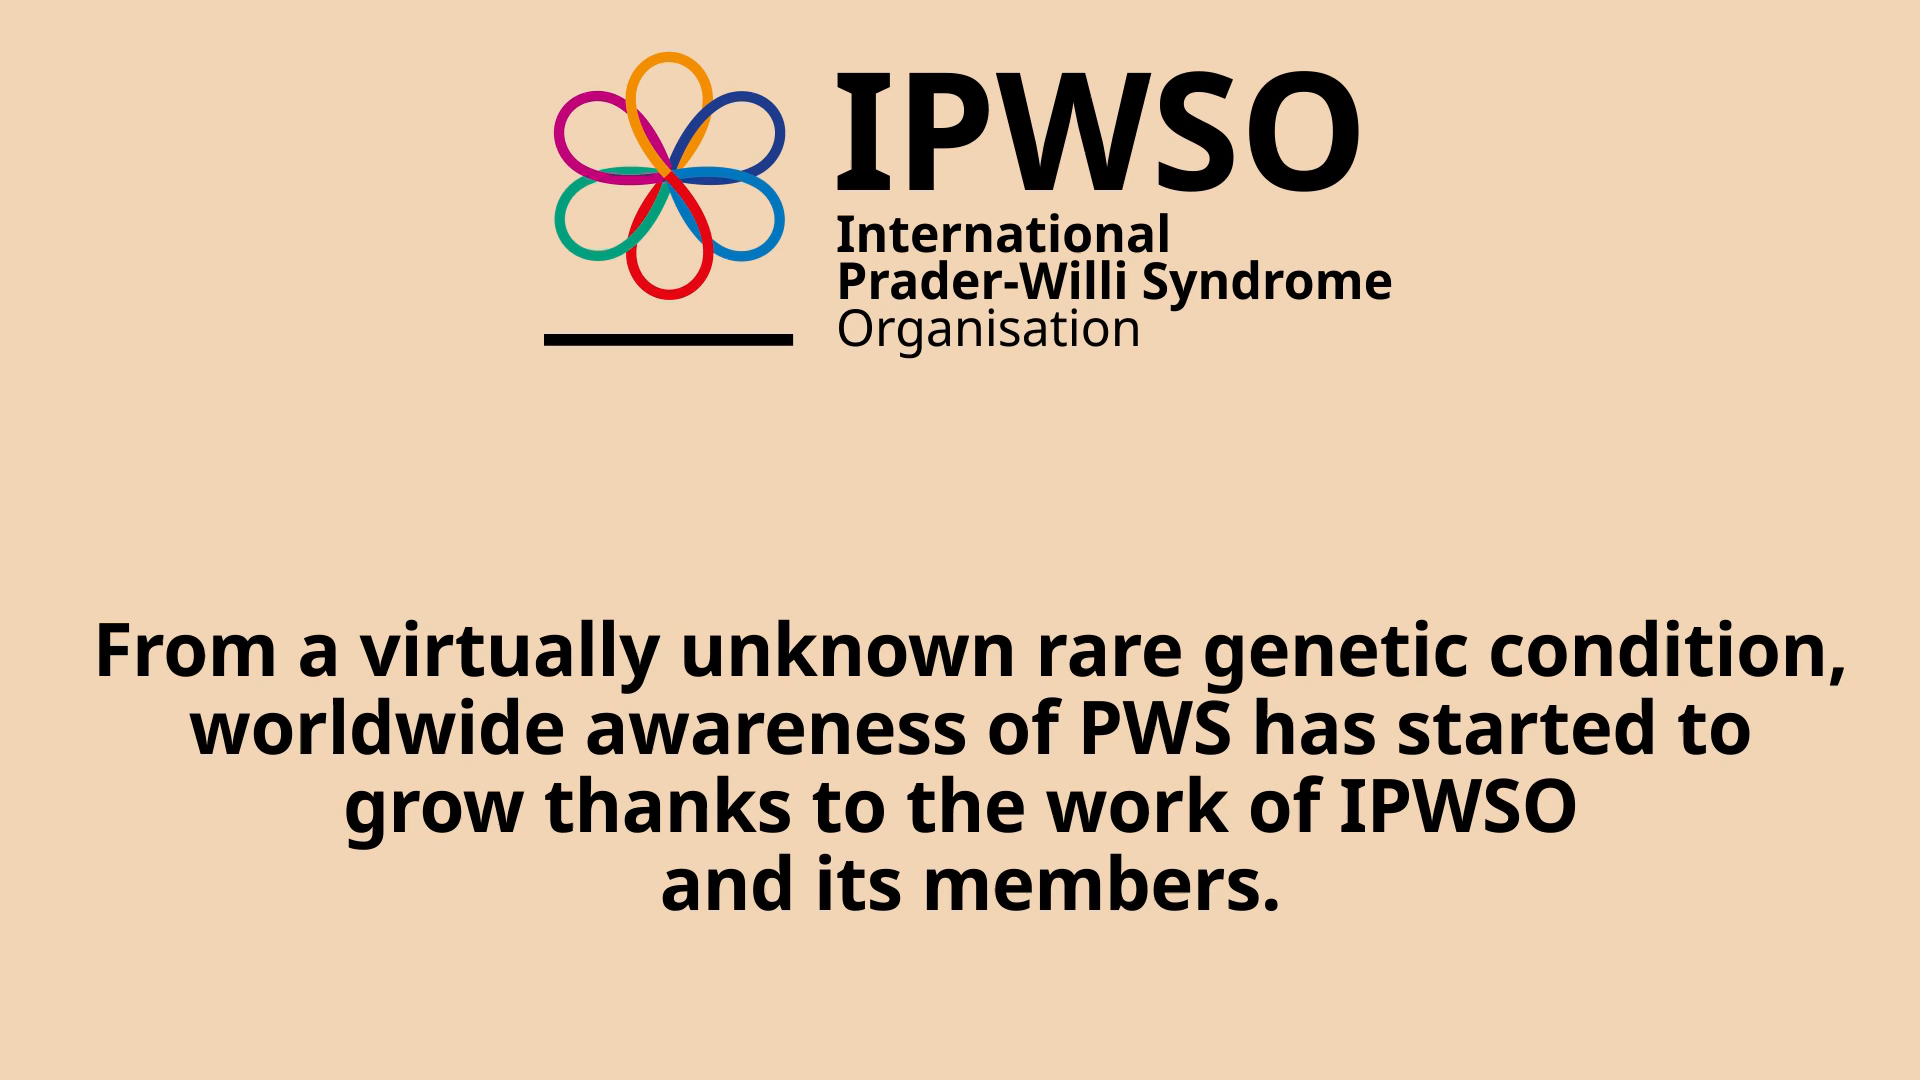 IPWSO
International
Prader-Willi Syndrome
Organisation
From a virtually unknown rare genetic condition,
worldwide awareness of PWS has started to
grow thanks to the work of IPWSO
and its members.